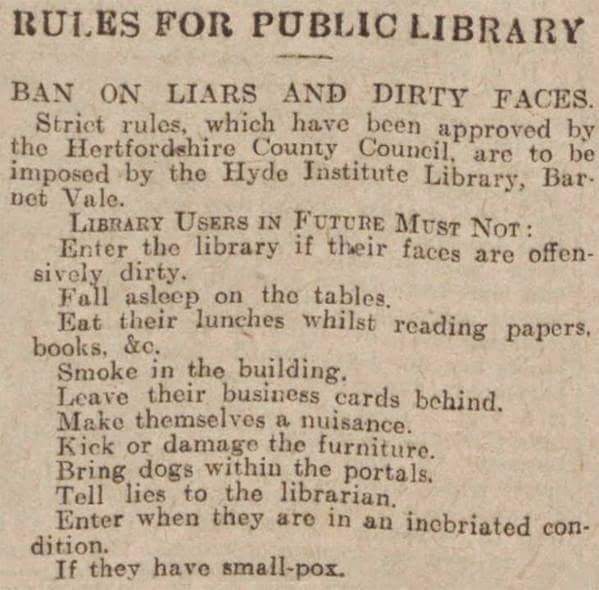 RULES FOR PUBLIC LIBRARY
BAN ON LIARS AND DIRTY FACES.
Strict rules, which have been approved by
the Hertfordshire County Council, are to be
imposed by the Hyde Institute Library, Bar-
net Vale.
LIBRARY USERS IN FUTURE MUST NOT:
Enter the library if their faces are offen-
sively dirty.
Fall asleep on the tables.
Eat their lunches whilst reading papers,
books, &c.
Smoke in the building.
Leave their business cards behind.
Make themselves a nuisance.
Kick or damage the furniture.
Bring dogs within the portals.
Tell lies to the librarian.
Enter when they are in an inebriated con-
dition.
If they have small-pox.